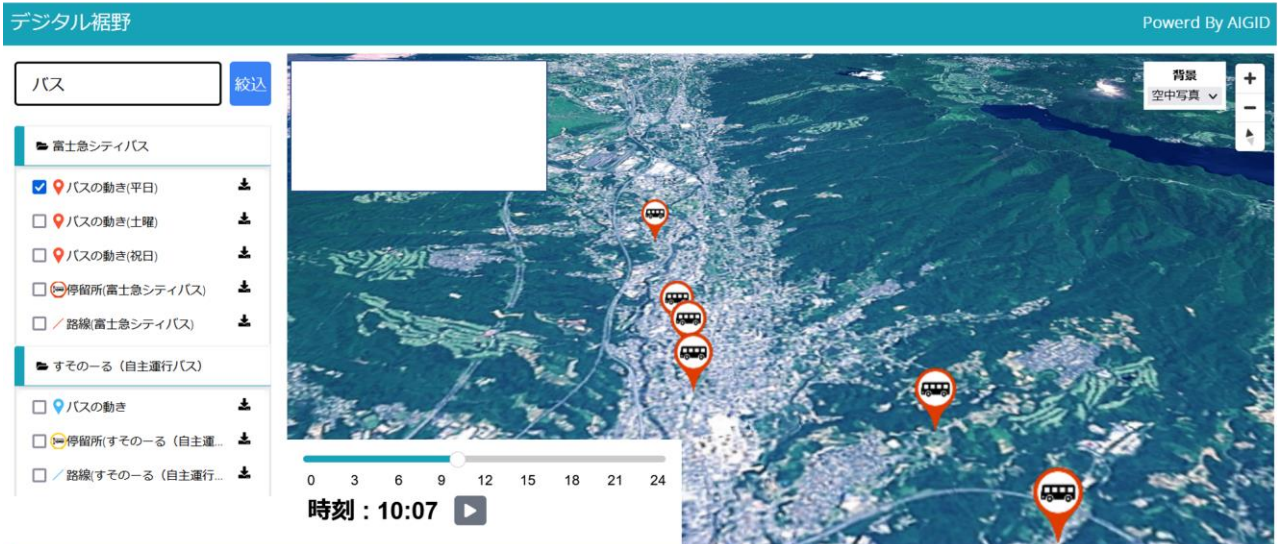 デジタル裾野
Powerd By AIGID
バス
絞込
富士急シティバス
バスの動き(平日)
バスの動き(土曜)
バスの動き(祝日)
停留所(富士急シティバス)
路線(富士急シティバス)
すそのーる（自主運行バス）
バスの動き
停留所(すそのーる（自主運...
路線(すそのーる（自主運行...
背景
空中写真
+
−
0 3 6 9 12 15 18 21 24
時刻：10:07